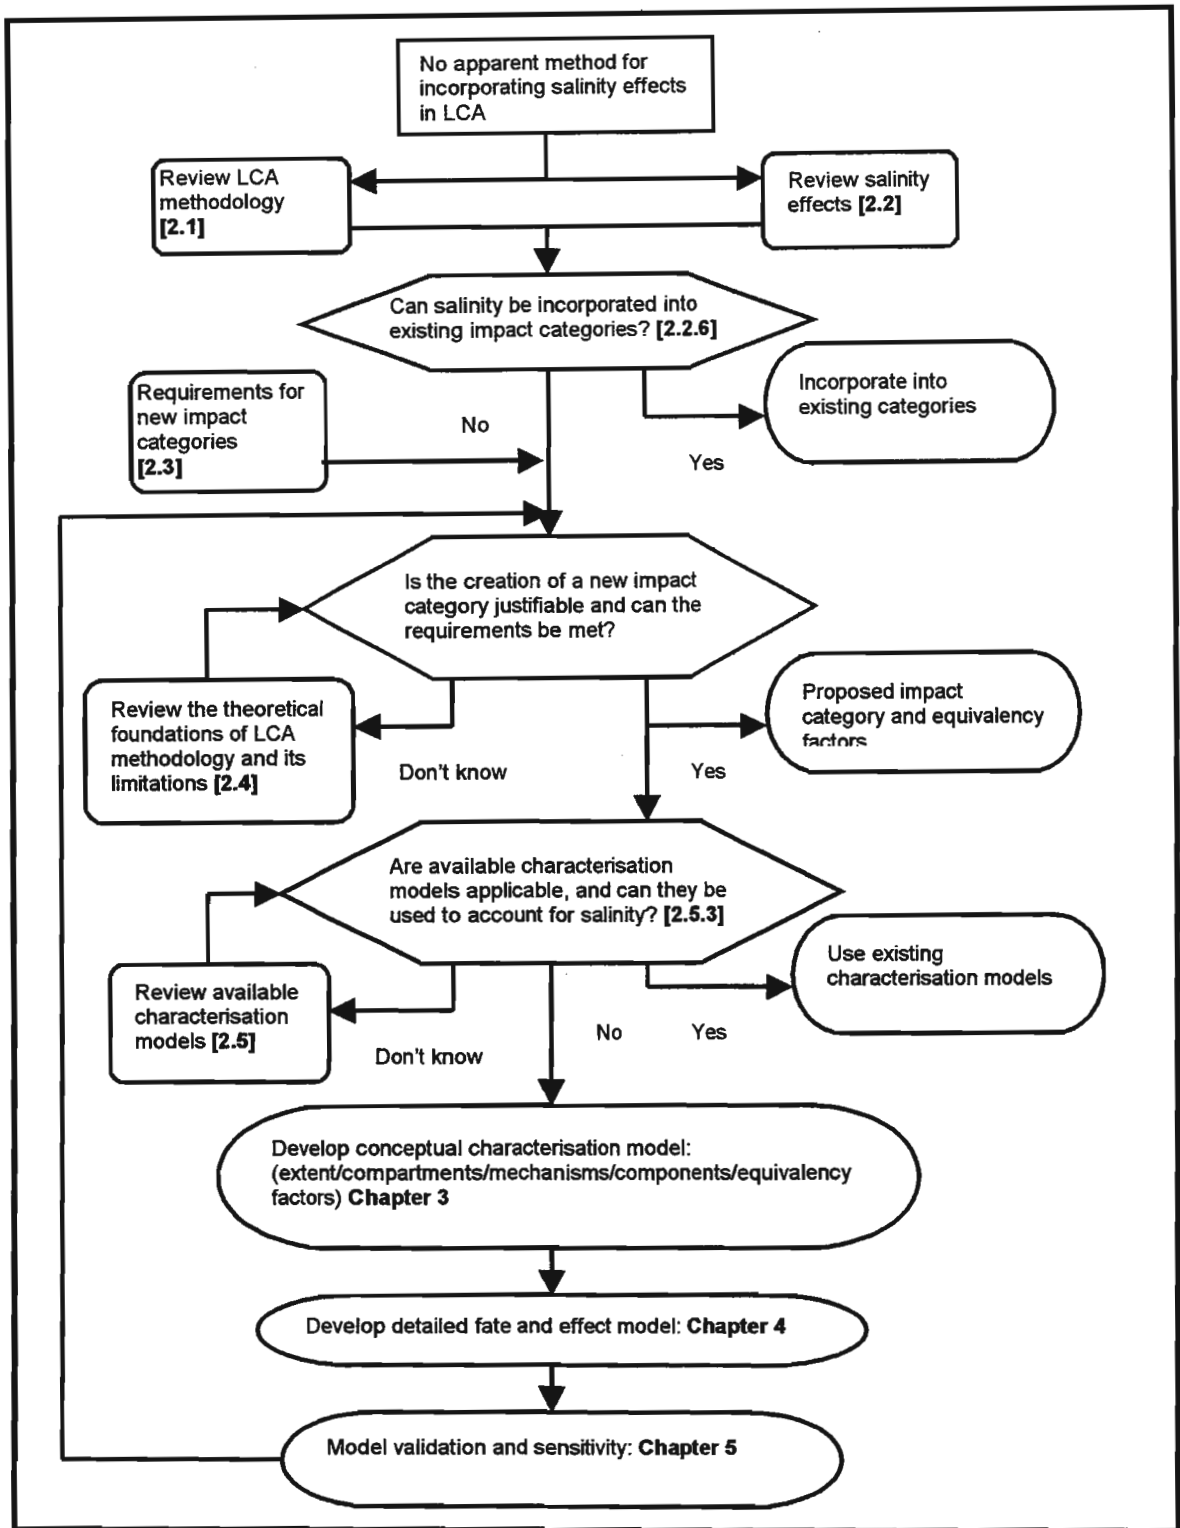 No apparent method for
incorporating salinity effects
in LCA
Review LCA
methodology
[2.1]
Review salinity
effects [2.2]
Can salinity be incorporated into
existing impact categories? [2.2.6]
Incorporate into
existing categories
Requirements for
new impact
categories
[2.3]
No
Yes
Is the creation of a new impact
category justifiable and can the
requirements be met?
Proposed impact
category and equivalency
factors
Review the theoretical
foundations of LCA
methodology and its
limitations [2.4]
Don't know
Yes
Are available characterisation
models applicable, and can they be
used to account for salinity? [2.5.3]
Use existing
characterisation models
Review available
characterisation
models [2.5]
No
Yes
Don't know
Develop conceptual characterisation model:
(extent/compartments/mechanisms/components/equivalency
factors) Chapter 3
Develop detailed fate and effect model: Chapter 4
Model validation and sensitivity: Chapter 5